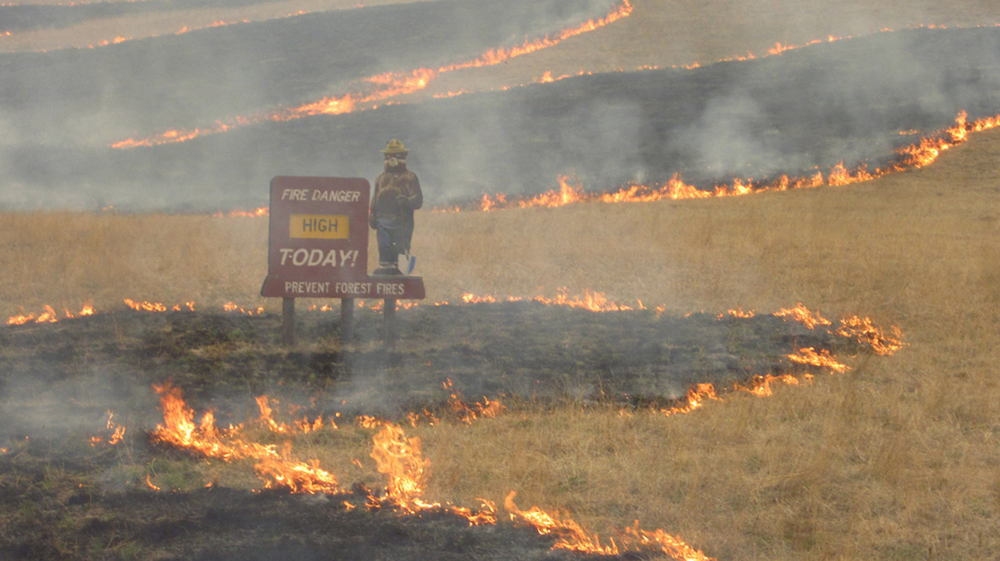 FIRE DANGER
HIGH
TODAY!
PREVENT FOREST FIRES